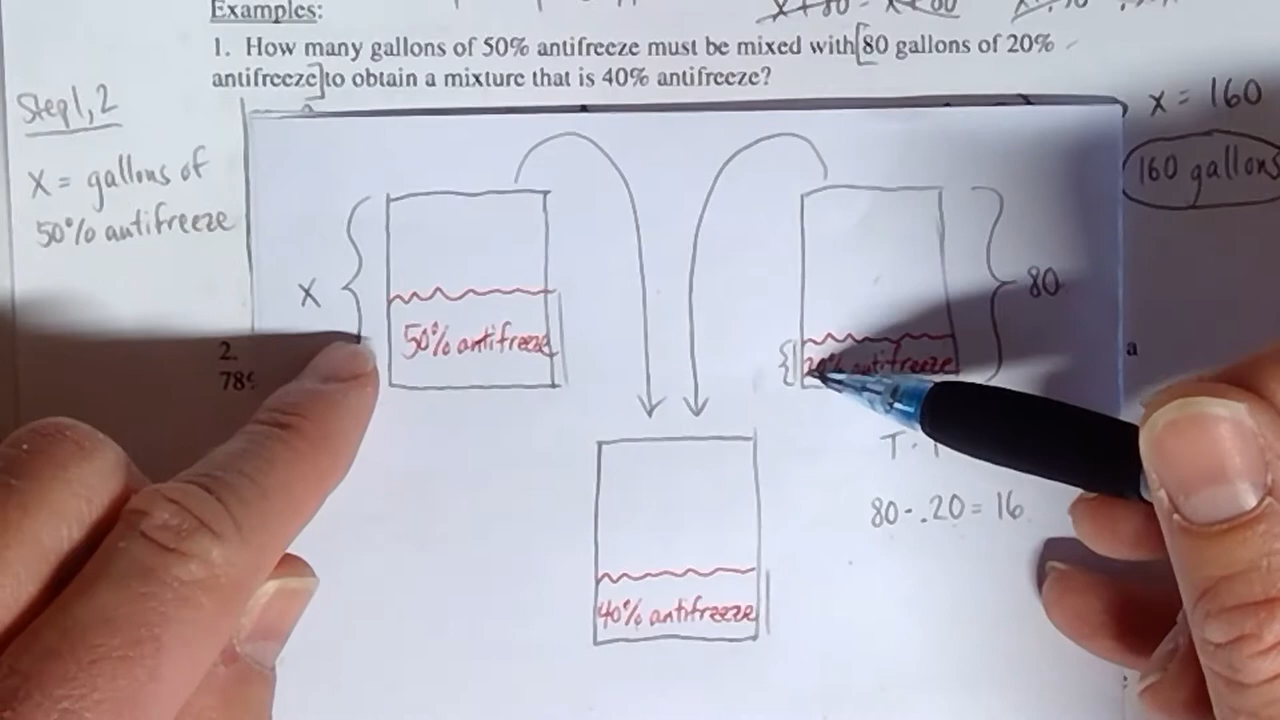 Examples:
1. How many gallons of 50% antifreeze must be mixed with [80 gallons of 20%
antifreeze] to obtain a mixture that is 40% antifreeze?
Step 1, 2
X = gallons of
50% antifreeze
x = 160
160 gallons
X
50% antifreeze
20% antifreeze
80
T.
80 - .20 = 16
40% antifreeze
2.
a